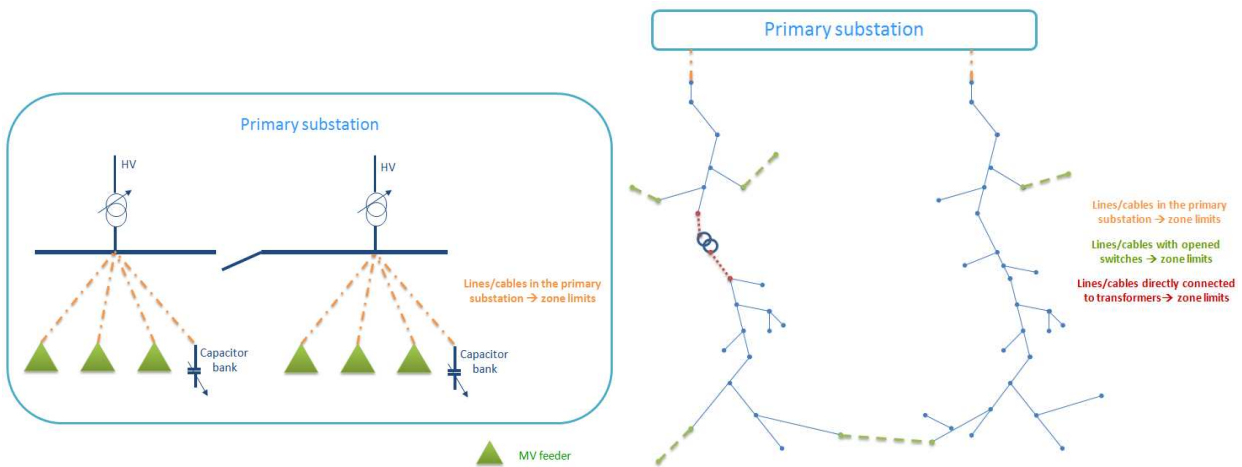 Primary substation
HV
HV
Lines/cables in the primary
substation → zone limits
Capacitor
bank
Capacitor
bank
MV feeder
Primary substation
Lines/cables in the primary
substation → zone limits
Lines/cables with opened
switches → zone limits
Lines/cables directly connected
to transformers → zone limits